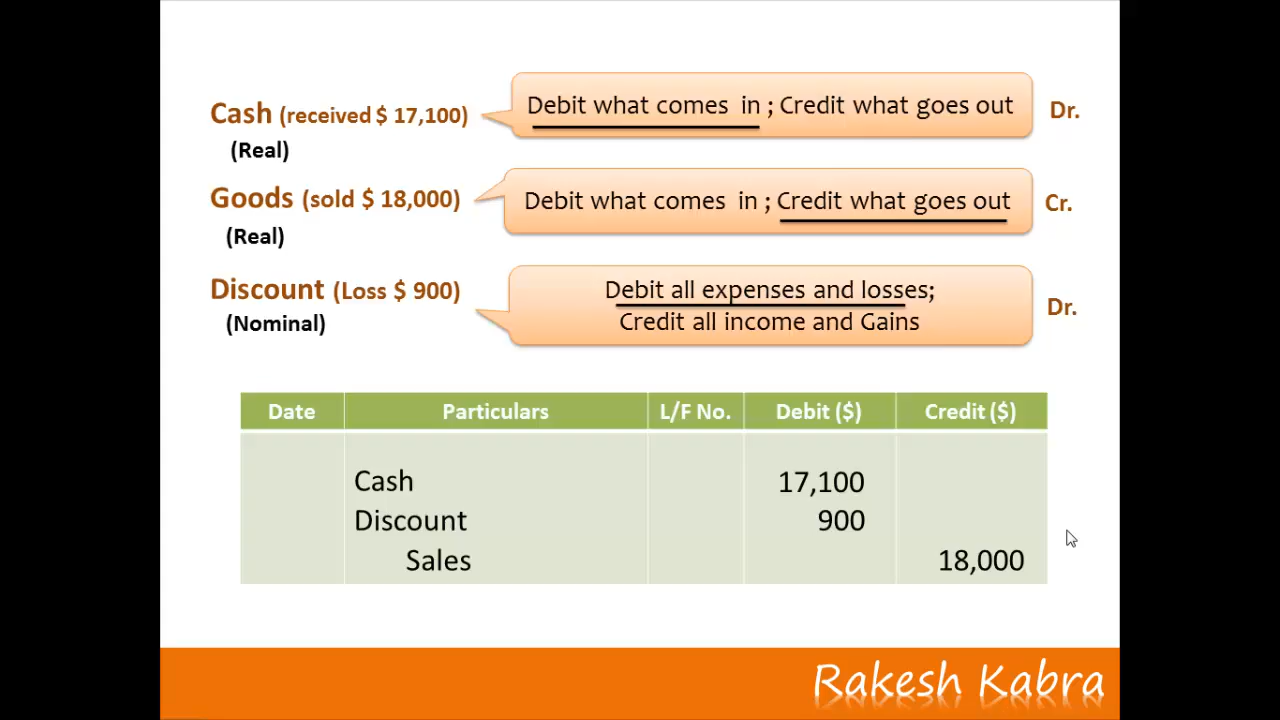 Cash (received $ 17,100)
Debit what comes in ; Credit what goes out
Dr.
(Real)
Goods (sold $ 18,000)
Debit what comes in ; Credit what goes out
Cr.
(Real)
Discount (Loss $ 900)
Debit all expenses and losses;
Credit all income and Gains
Dr.
(Nominal)
Date Particulars L/F No. Debit ($) Credit ($)
Cash 17,100
Discount 900
Sales 18,000
Rakesh Kabra